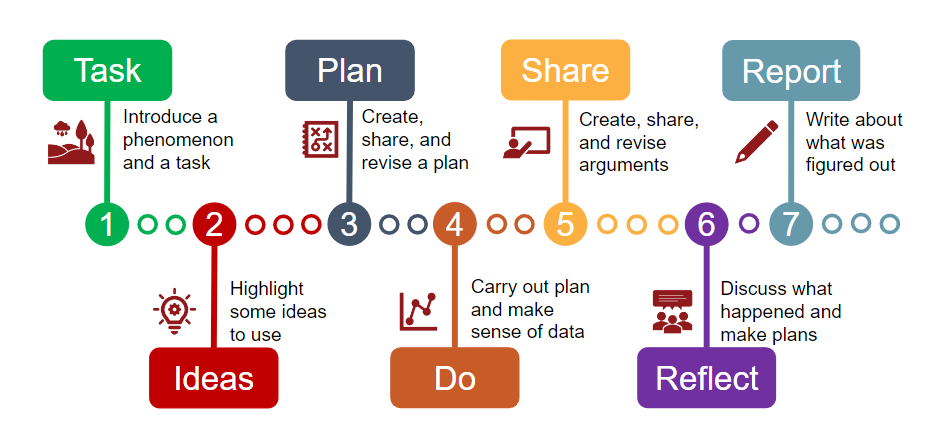 Task
Plan
Share
Report
Introduce a
phenomenon
and a task
Create,
share, and
revise a plan
Create, share,
and revise
arguments
Write about
what was
figured out
1
2
3
4
5
6
7
Highlight
some ideas
to use
Carry out plan
and make
sense of data
Discuss what
happened and
make plans
Ideas
Do
Reflect